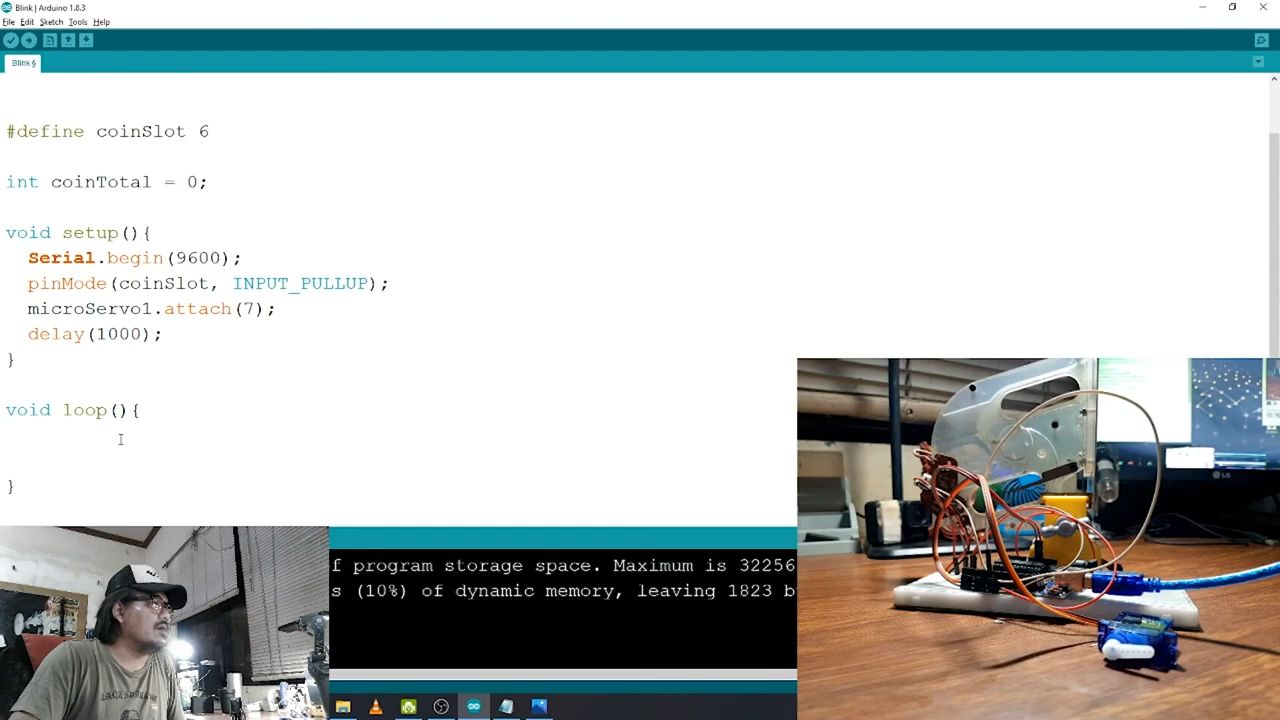 Blink | Arduino 1.8.3
File Edit Sketch Tools Help
Blink §
#define coinSlot 6
int coinTotal = 0;
void setup(){
Serial.begin(9600);
pinMode(coinSlot, INPUT_PULLUP);
microServo1.attach(7);
delay(1000);
}
void loop(){
}
f program storage space. Maximum is 32256
s (10%) of dynamic memory, leaving 1823 b
LG